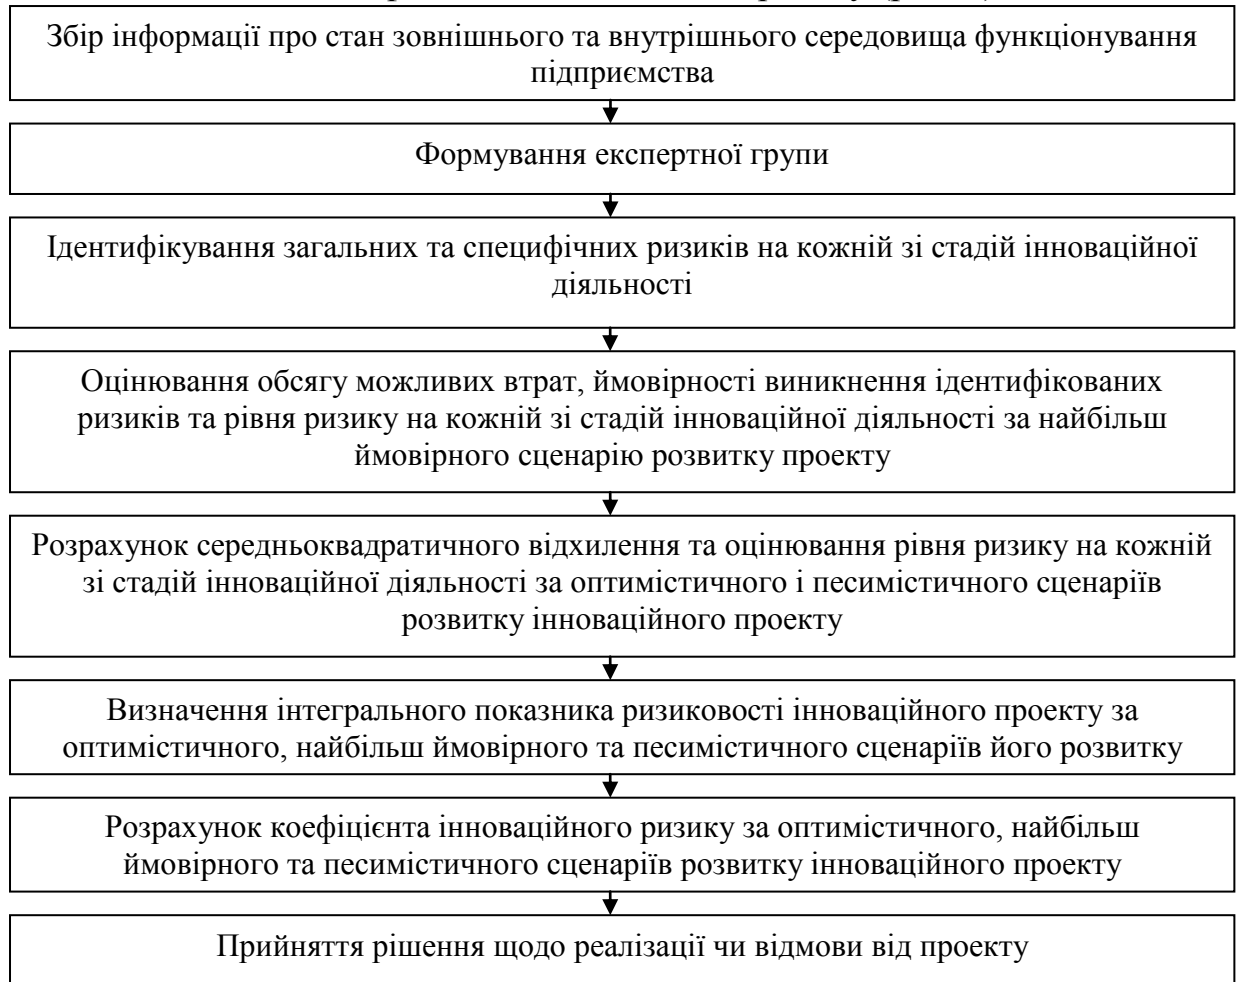 Збір інформації про стан зовнішнього та внутрішнього середовища функціонування
підприємства
Формування експертної групи
Ідентифікування загальних та специфічних ризиків на кожній зі стадій інноваційної
діяльності
Оцінювання обсягу можливих втрат, ймовірності виникнення ідентифікованих
ризиків та рівня ризику на кожній зі стадій інноваційної діяльності за найбільш
ймовірного сценарію розвитку проекту
Розрахунок середньоквадратичного відхилення та оцінювання рівня ризику на кожній
зі стадій інноваційної діяльності за оптимістичного і песимістичного сценаріїв
розвитку інноваційного проекту
Визначення інтегрального показника ризиковості інноваційного проекту за
оптимістичного, найбільш ймовірного та песимістичного сценаріїв його розвитку
Розрахунок коефіцієнта інноваційного ризику за оптимістичного, найбільш
ймовірного та песимістичного сценаріїв розвитку інноваційного проекту
Прийняття рішення щодо реалізації чи відмови від проекту